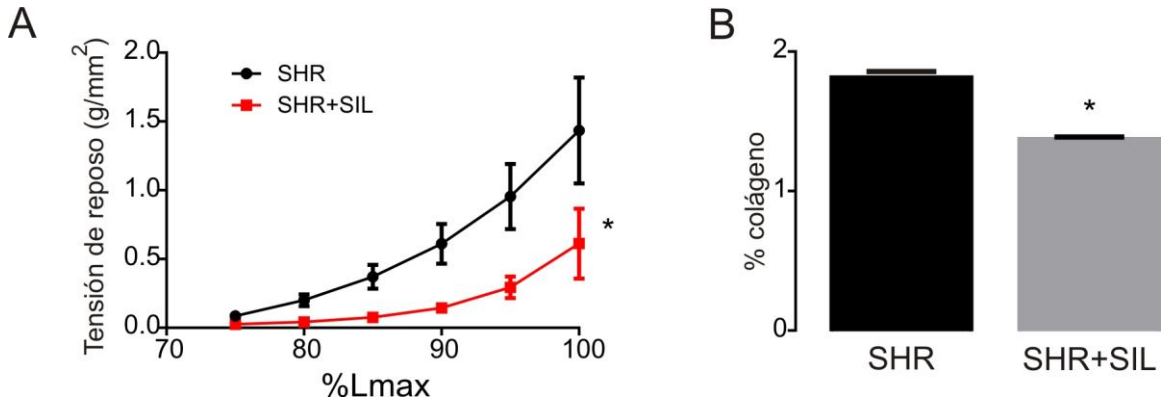 A
Tensión de reposo (g/mm²)
2.0
1.5
1.0
0.5
0.0
70
80
90
100
%Lmax
SHR
SHR+SIL
*
B
% colágeno
2
1
0
*
SHR
SHR+SIL